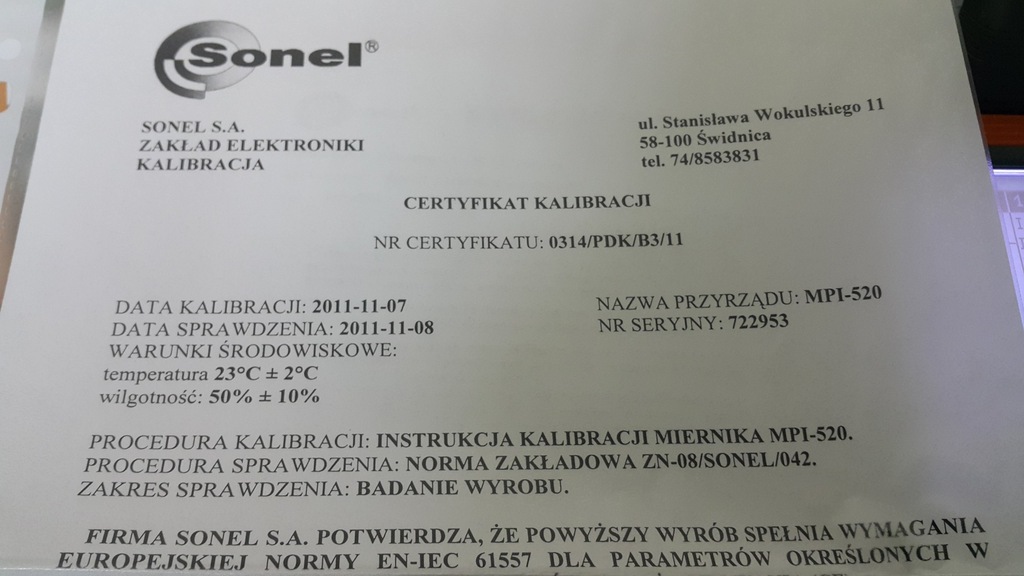 Sonel®
SONEL S.A.
ZAKŁAD ELEKTRONIKI
KALIBRACJA
ul. Stanisława Wokulskiego 11
58-100 Świdnica
tel. 74/8583831
CERTYFIKAT KALIBRACJI
NR CERTYFIKATU: 0314/PDK/B3/11
DATA KALIBRACJI: 2011-11-07
DATA SPRAWDZENIA: 2011-11-08
WARUNKI ŚRODOWISKOWE:
temperatura 23°C ± 2°C
wilgotność: 50% ± 10%
NAZWA PRZYRZĄDU: MPI-520
NR SERYJNY: 722953
PROCEDURA KALIBRACJI: INSTRUKCJA KALIBRACJI MIERNIKA MPI-520.
PROCEDURA SPRAWDZENIA: NORMA ZAKŁADOWA ZN-08/SONEL/042.
ZAKRES SPRAWDZENIA: BADANIE WYROBU.
FIRMA SONEL S.A. POTWIERDZA, ŻE POWYŻSZY WYRÓB SPEŁNIA WYMAGANIA
EUROPEJSKIEJ NORMY EN-IEC 61557 DLA PARAMETRÓW OKREŚLONYCH W